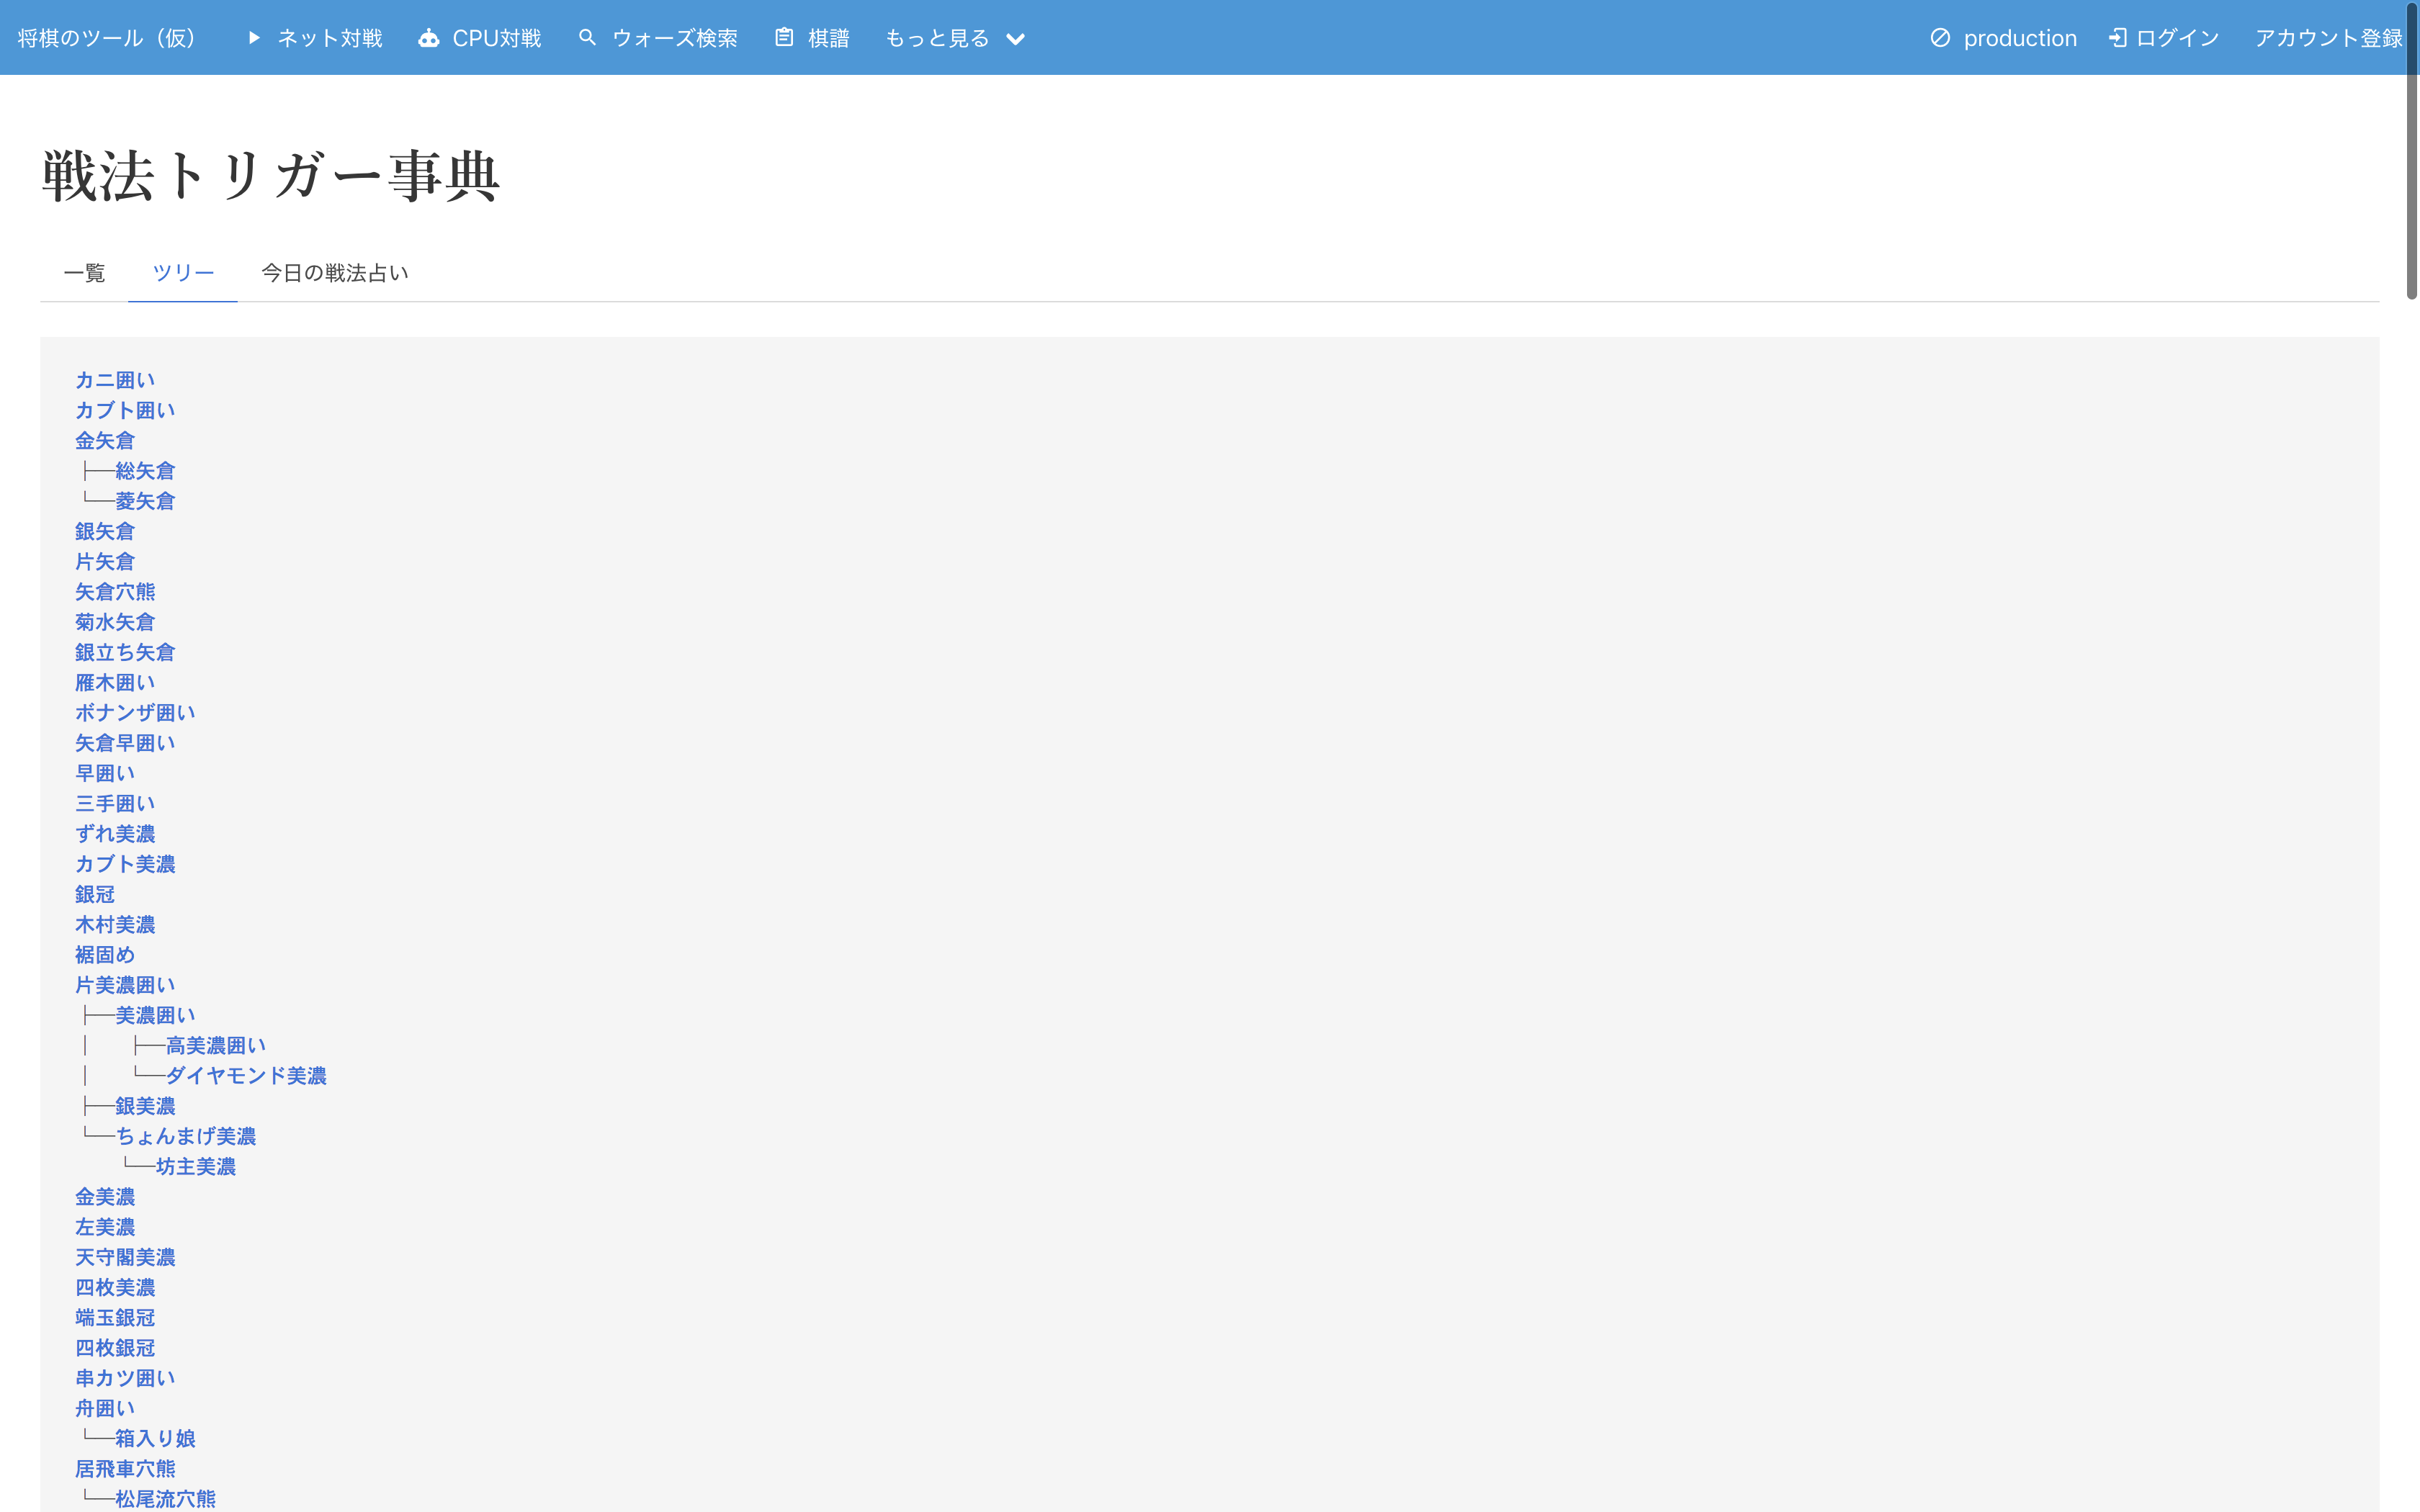 将棋のツール（仮） ネット対戦 CPU対戦 ウォーズ検索 棋譜 もっと見る production ログイン アカウント登録
戦法トリガー事典
一覧 ツリー 今日の戦法占い
カニ囲い
カブト囲い
金矢倉
├─総矢倉
└─菱矢倉
銀矢倉
片矢倉
矢倉穴熊
菊水矢倉
銀立ち矢倉
雁木囲い
ボナンザ囲い
矢倉早囲い
早囲い
三手囲い
ずれ美濃
カブト美濃
銀冠
木村美濃
裾固め
片美濃囲い
├─美濃囲い
│　├─高美濃囲い
│　└─ダイヤモンド美濃
├─銀美濃
└─ちょんまげ美濃
　　└─坊主美濃
金美濃
左美濃
天守閣美濃
四枚美濃
端玉銀冠
四枚銀冠
串カツ囲い
舟囲い
└─箱入り娘
居飛車穴熊
└─松尾流穴熊